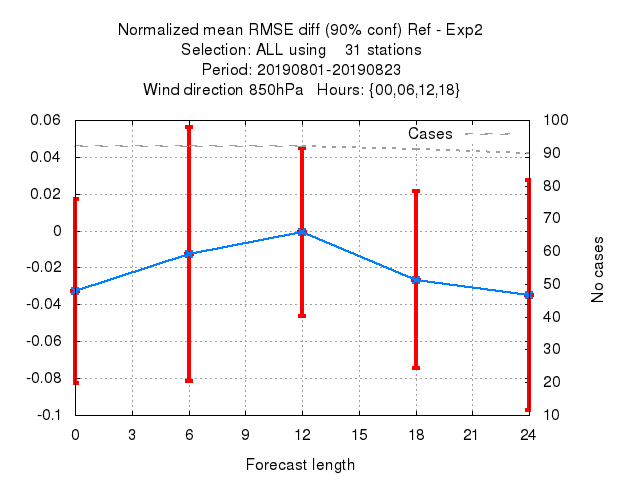 Normalized mean RMSE diff (90% conf) Ref - Exp2
Selection: ALL using    31 stations
Period: 20190801-20190823
Wind direction 850hPa   Hours: {00,06,12,18}
Cases
0.06
0.04
0.02
0
-0.02
-0.04
-0.06
-0.08
-0.1
100
90
80
70
60
50
40
30
20
10
No cases
0 3 6 9 12 15 18 21 24
Forecast length